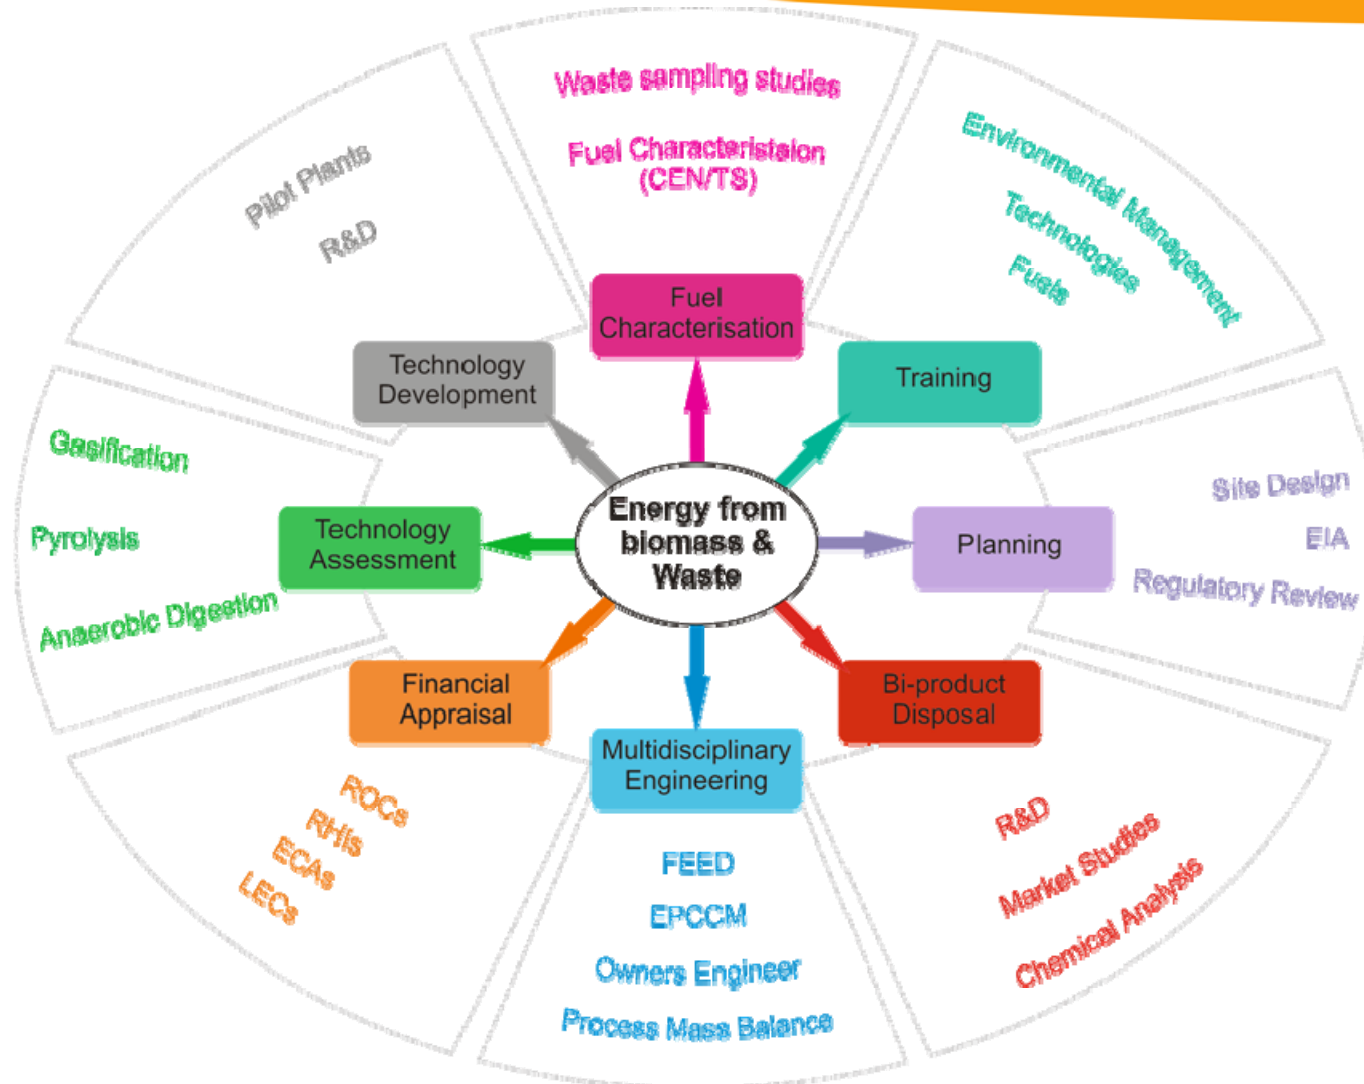 Waste sampling studies
Fuel Characteristaion
(CEN/TS)
Fuel
Characterisation
Environmental Management
Technologies
Fuels
Training
Site Design
EIA
Regulatory Review
Planning
Bi-product
Disposal
R&D
Market Studies
Chemical Analysis
Multidisciplinary
Engineering
FEED
EPCCM
Owners Engineer
Process Mass Balance
Financial
Appraisal
ROCs
RHIs
ECAs
LECs
Technology
Assessment
Gasification
Pyrolysis
Anaerobic Digestion
Technology
Development
Pilot Plants
R&D
Energy from
biomass &
Waste